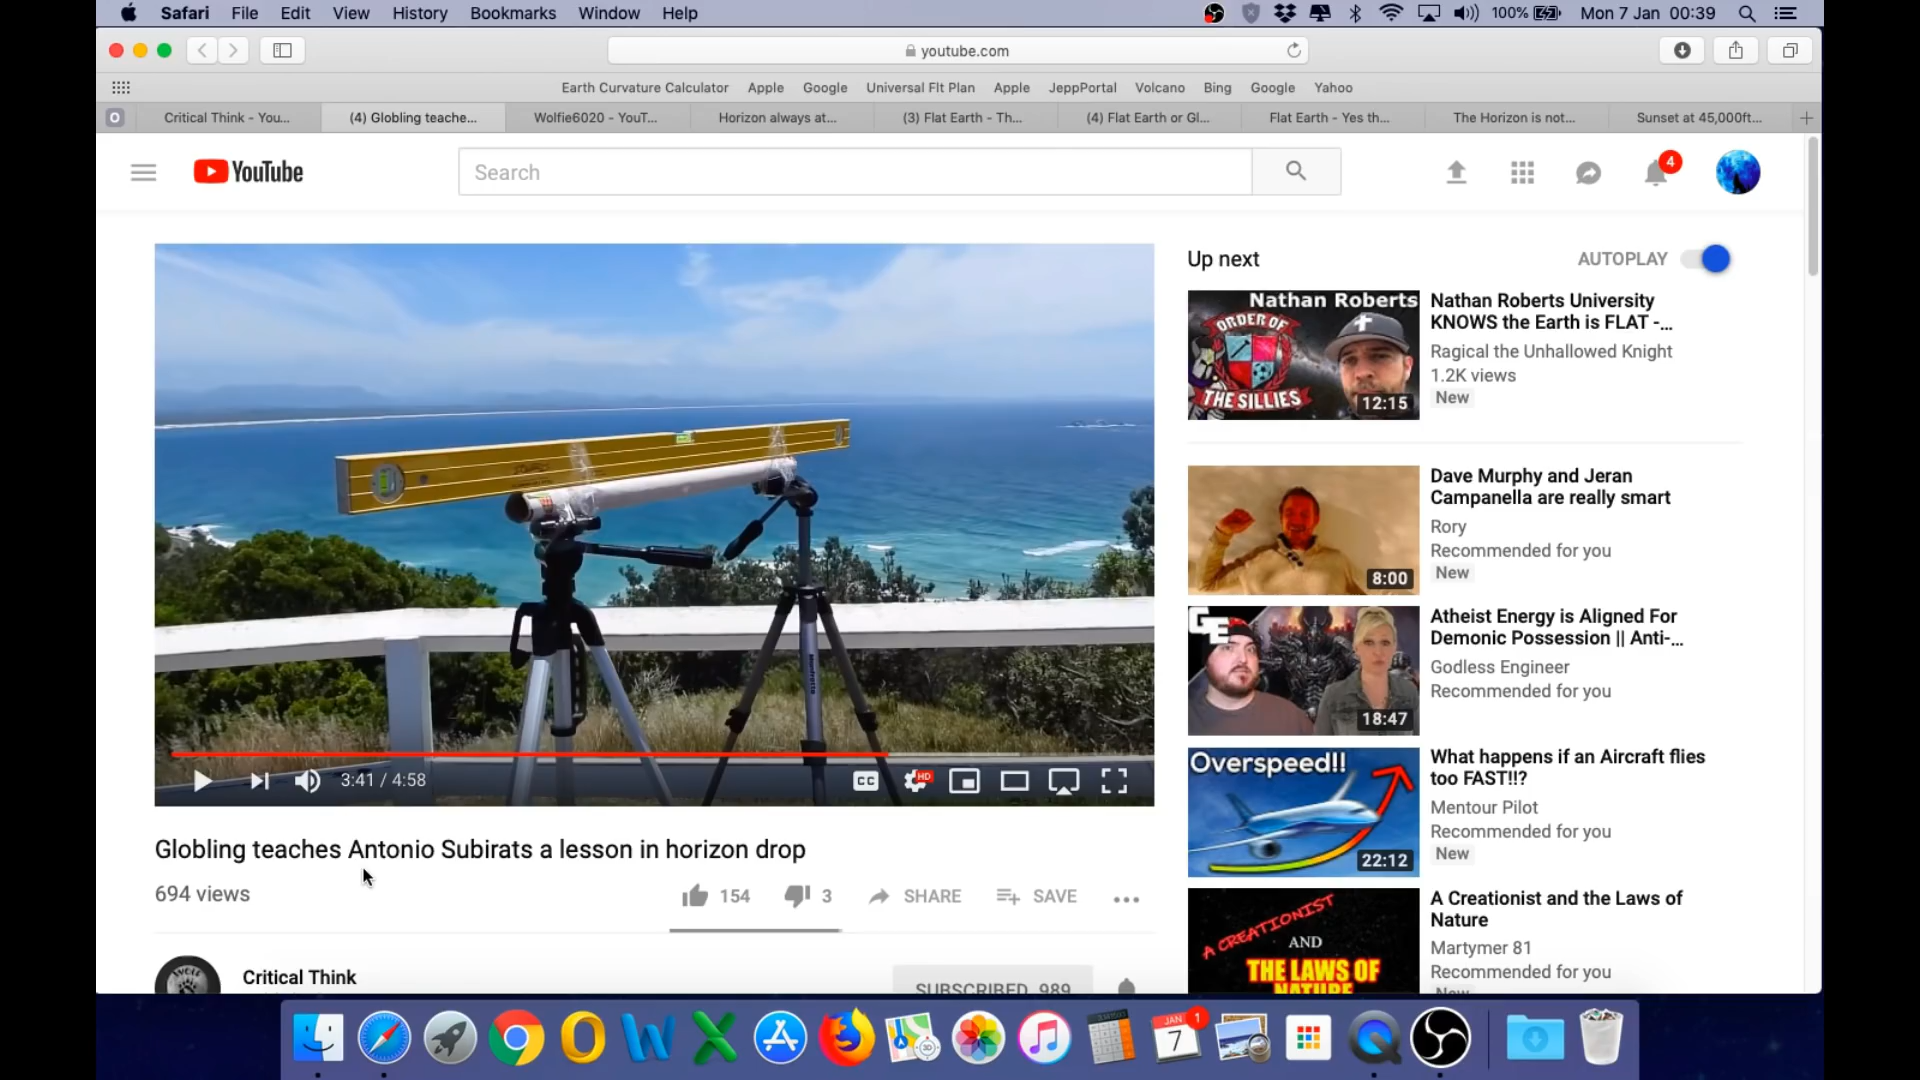 Safari File Edit View History Bookmarks Window Help 100% Mon 7 Jan 00:39
youtube.com
Earth Curvature Calculator Apple Google Universal Flt Plan Apple JeppPortal Volcano Bing Google Yahoo
O Critical Think - You... (4) Globling teache... Wolfie6020 - YouT... Horizon always at... (3) Flat Earth - Th... (4) Flat Earth or Gl... Flat Earth - Yes th... The Horizon is not... Sunset at 45,000ft...
YouTube
Search
4
Up next
AUTOPLAY
Nathan Roberts
ORDER OF
THE SILLIES
12:15
Nathan Roberts University
KNOWS the Earth is FLAT -...
Ragical the Unhallowed Knight
1.2K views
New
8:00
Dave Murphy and Jeran
Campanella are really smart
Rory
Recommended for you
New
GE
18:47
Atheist Energy is Aligned For
Demonic Possession || Anti-...
Godless Engineer
Recommended for you
Overspeed!!
22:12
What happens if an Aircraft flies
too FAST!!?
Mentour Pilot
Recommended for you
New
A CREATIONIST
AND
THE LAWS OF
NATURE
A Creationist and the Laws of
Nature
Martymer 81
Recommended for you
New
3:41 / 4:58
CC
HD
Globling teaches Antonio Subirats a lesson in horizon drop
694 views
154 3 SHARE SAVE
WOLF
Critical Think
SUBSCRIBED 989
O W X
3D
JAN
7
1